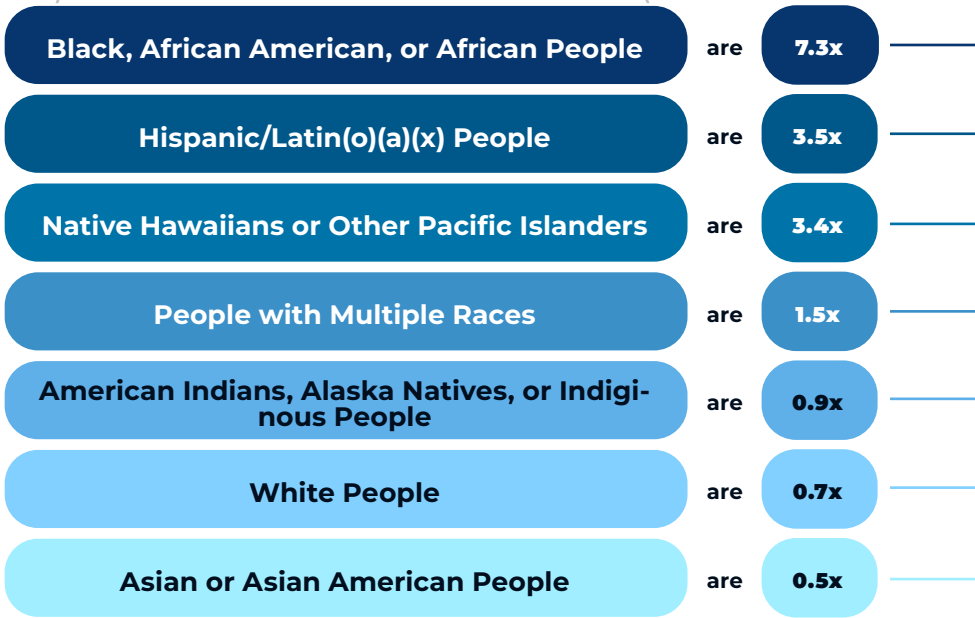 Black, African American, or African People are 7.3x
Hispanic/Latin(o)(a)(x) People are 3.5x
Native Hawaiians or Other Pacific Islanders are 3.4x
People with Multiple Races are 1.5x
American Indians, Alaska Natives, or Indigi-
nous People are 0.9x
White People are 0.7x
Asian or Asian American People are 0.5x